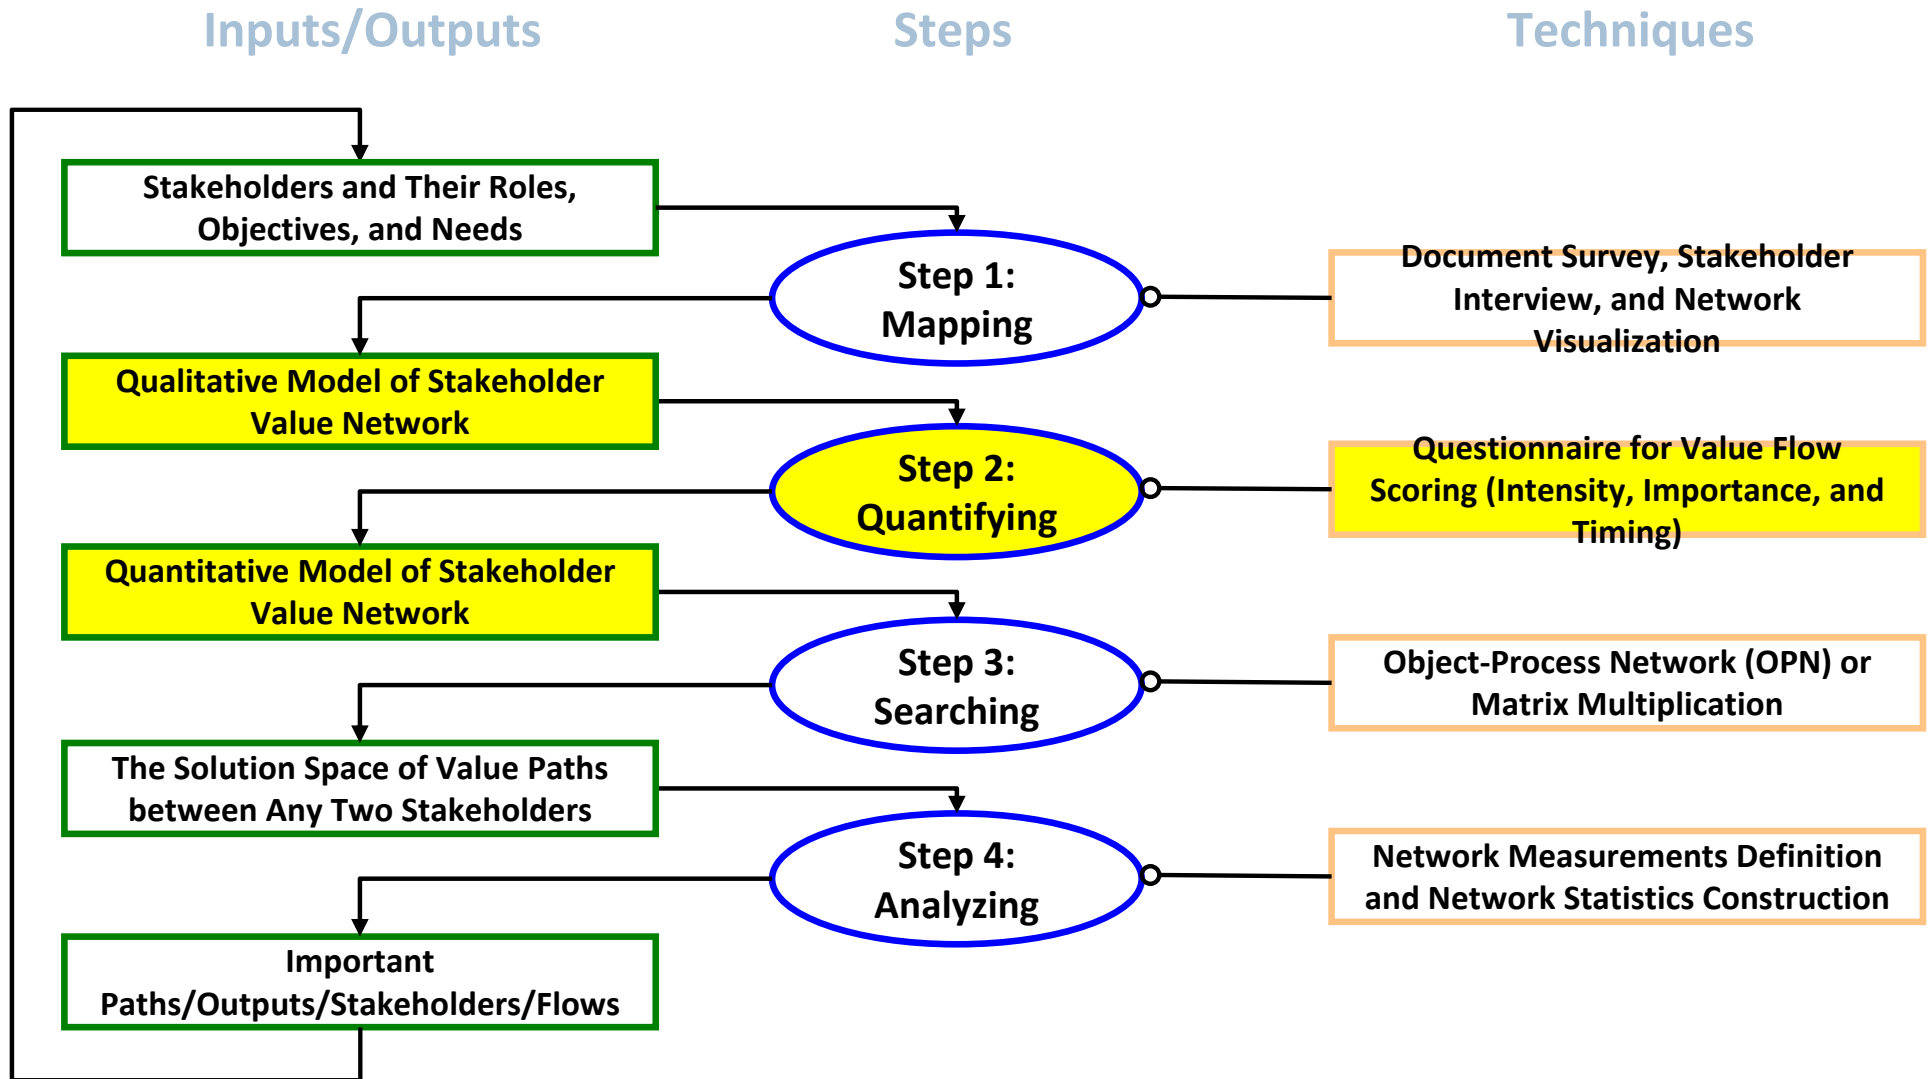 Inputs/Outputs
Steps
Techniques
Stakeholders and Their Roles,
Objectives, and Needs
Step 1:
Mapping
Document Survey, Stakeholder
Interview, and Network
Visualization
Qualitative Model of Stakeholder
Value Network
Step 2:
Quantifying
Questionnaire for Value Flow
Scoring (Intensity, Importance, and
Timing)
Quantitative Model of Stakeholder
Value Network
Step 3:
Searching
Object-Process Network (OPN) or
Matrix Multiplication
The Solution Space of Value Paths
between Any Two Stakeholders
Step 4:
Analyzing
Network Measurements Definition
and Network Statistics Construction
Important
Paths/Outputs/Stakeholders/Flows